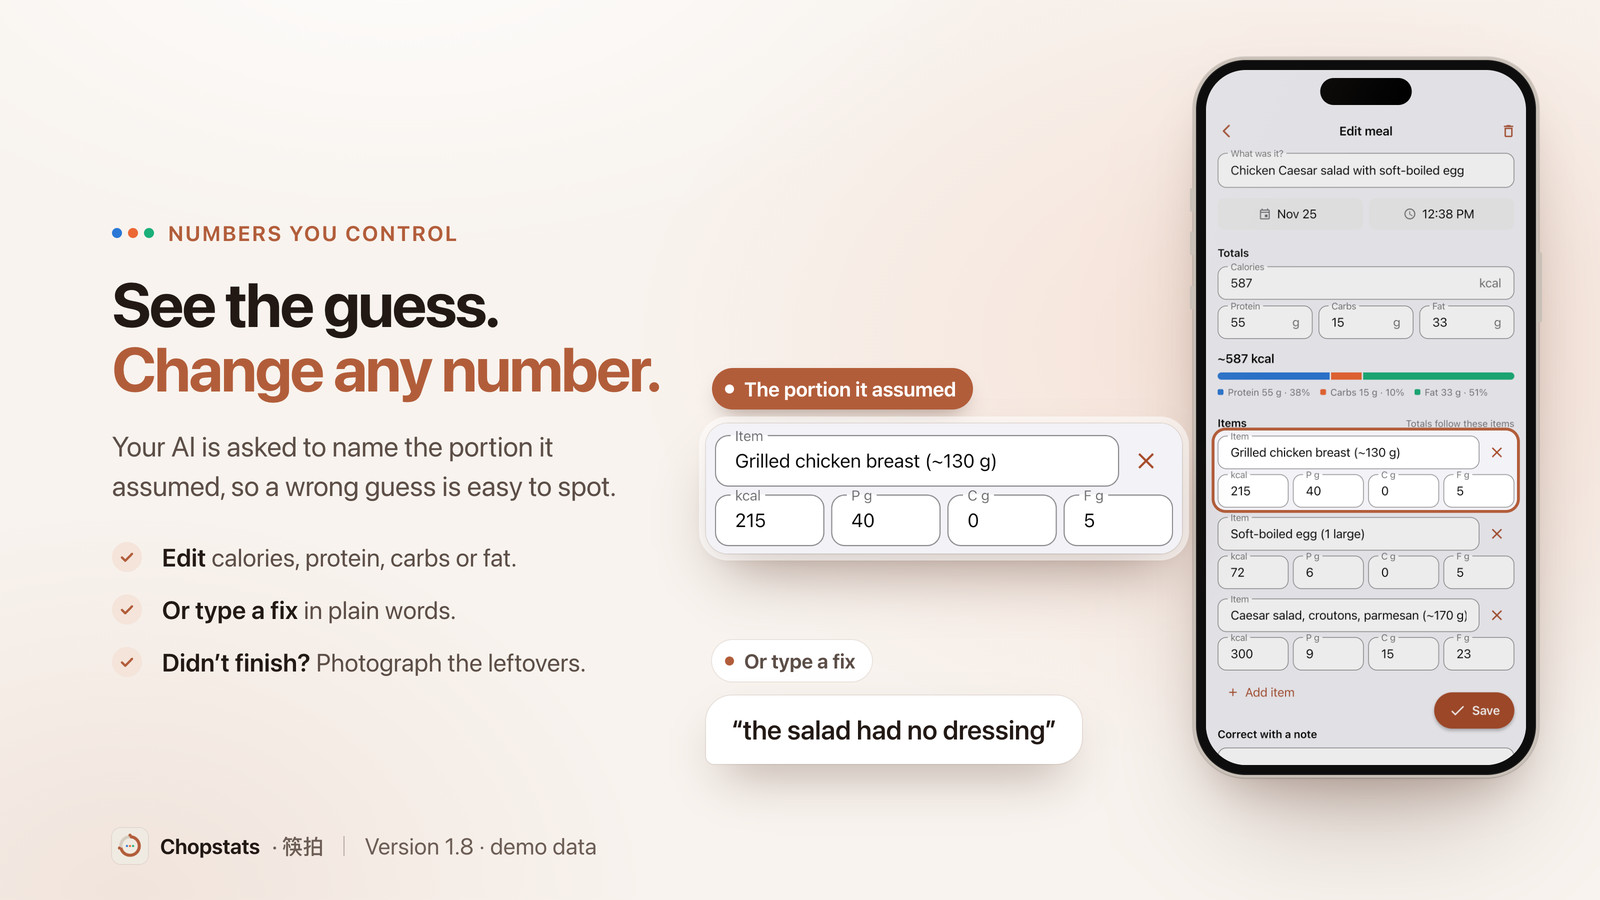 NUMBERS YOU CONTROL
See the guess.
Change any number.
Your AI is asked to name the portion it
assumed, so a wrong guess is easy to spot.
Edit calories, protein, carbs or fat.
Or type a fix in plain words.
Didn’t finish? Photograph the leftovers.
Chopstats · 筷拍 | Version 1.8 · demo data
The portion it assumed
Item
Grilled chicken breast (~130 g)
kcal P g C g F g
215 40 0 5
Or type a fix
“the salad had no dressing”
Edit meal
What was it?
Chicken Caesar salad with soft-boiled egg
Nov 25 12:38 PM
Totals
Calories
587 kcal
Protein Carbs Fat
55 g 15 g 33 g
~587 kcal
Protein 55 g · 38% Carbs 15 g · 10% Fat 33 g · 51%
Items Totals follow these items
Item
Grilled chicken breast (~130 g)
kcal P g C g F g
215 40 0 5
Item
Soft-boiled egg (1 large)
kcal P g C g F g
72 6 0 5
Item
Caesar salad, croutons, parmesan (~170 g)
kcal P g C g F g
300 9 15 23
+ Add item
Save
Correct with a note